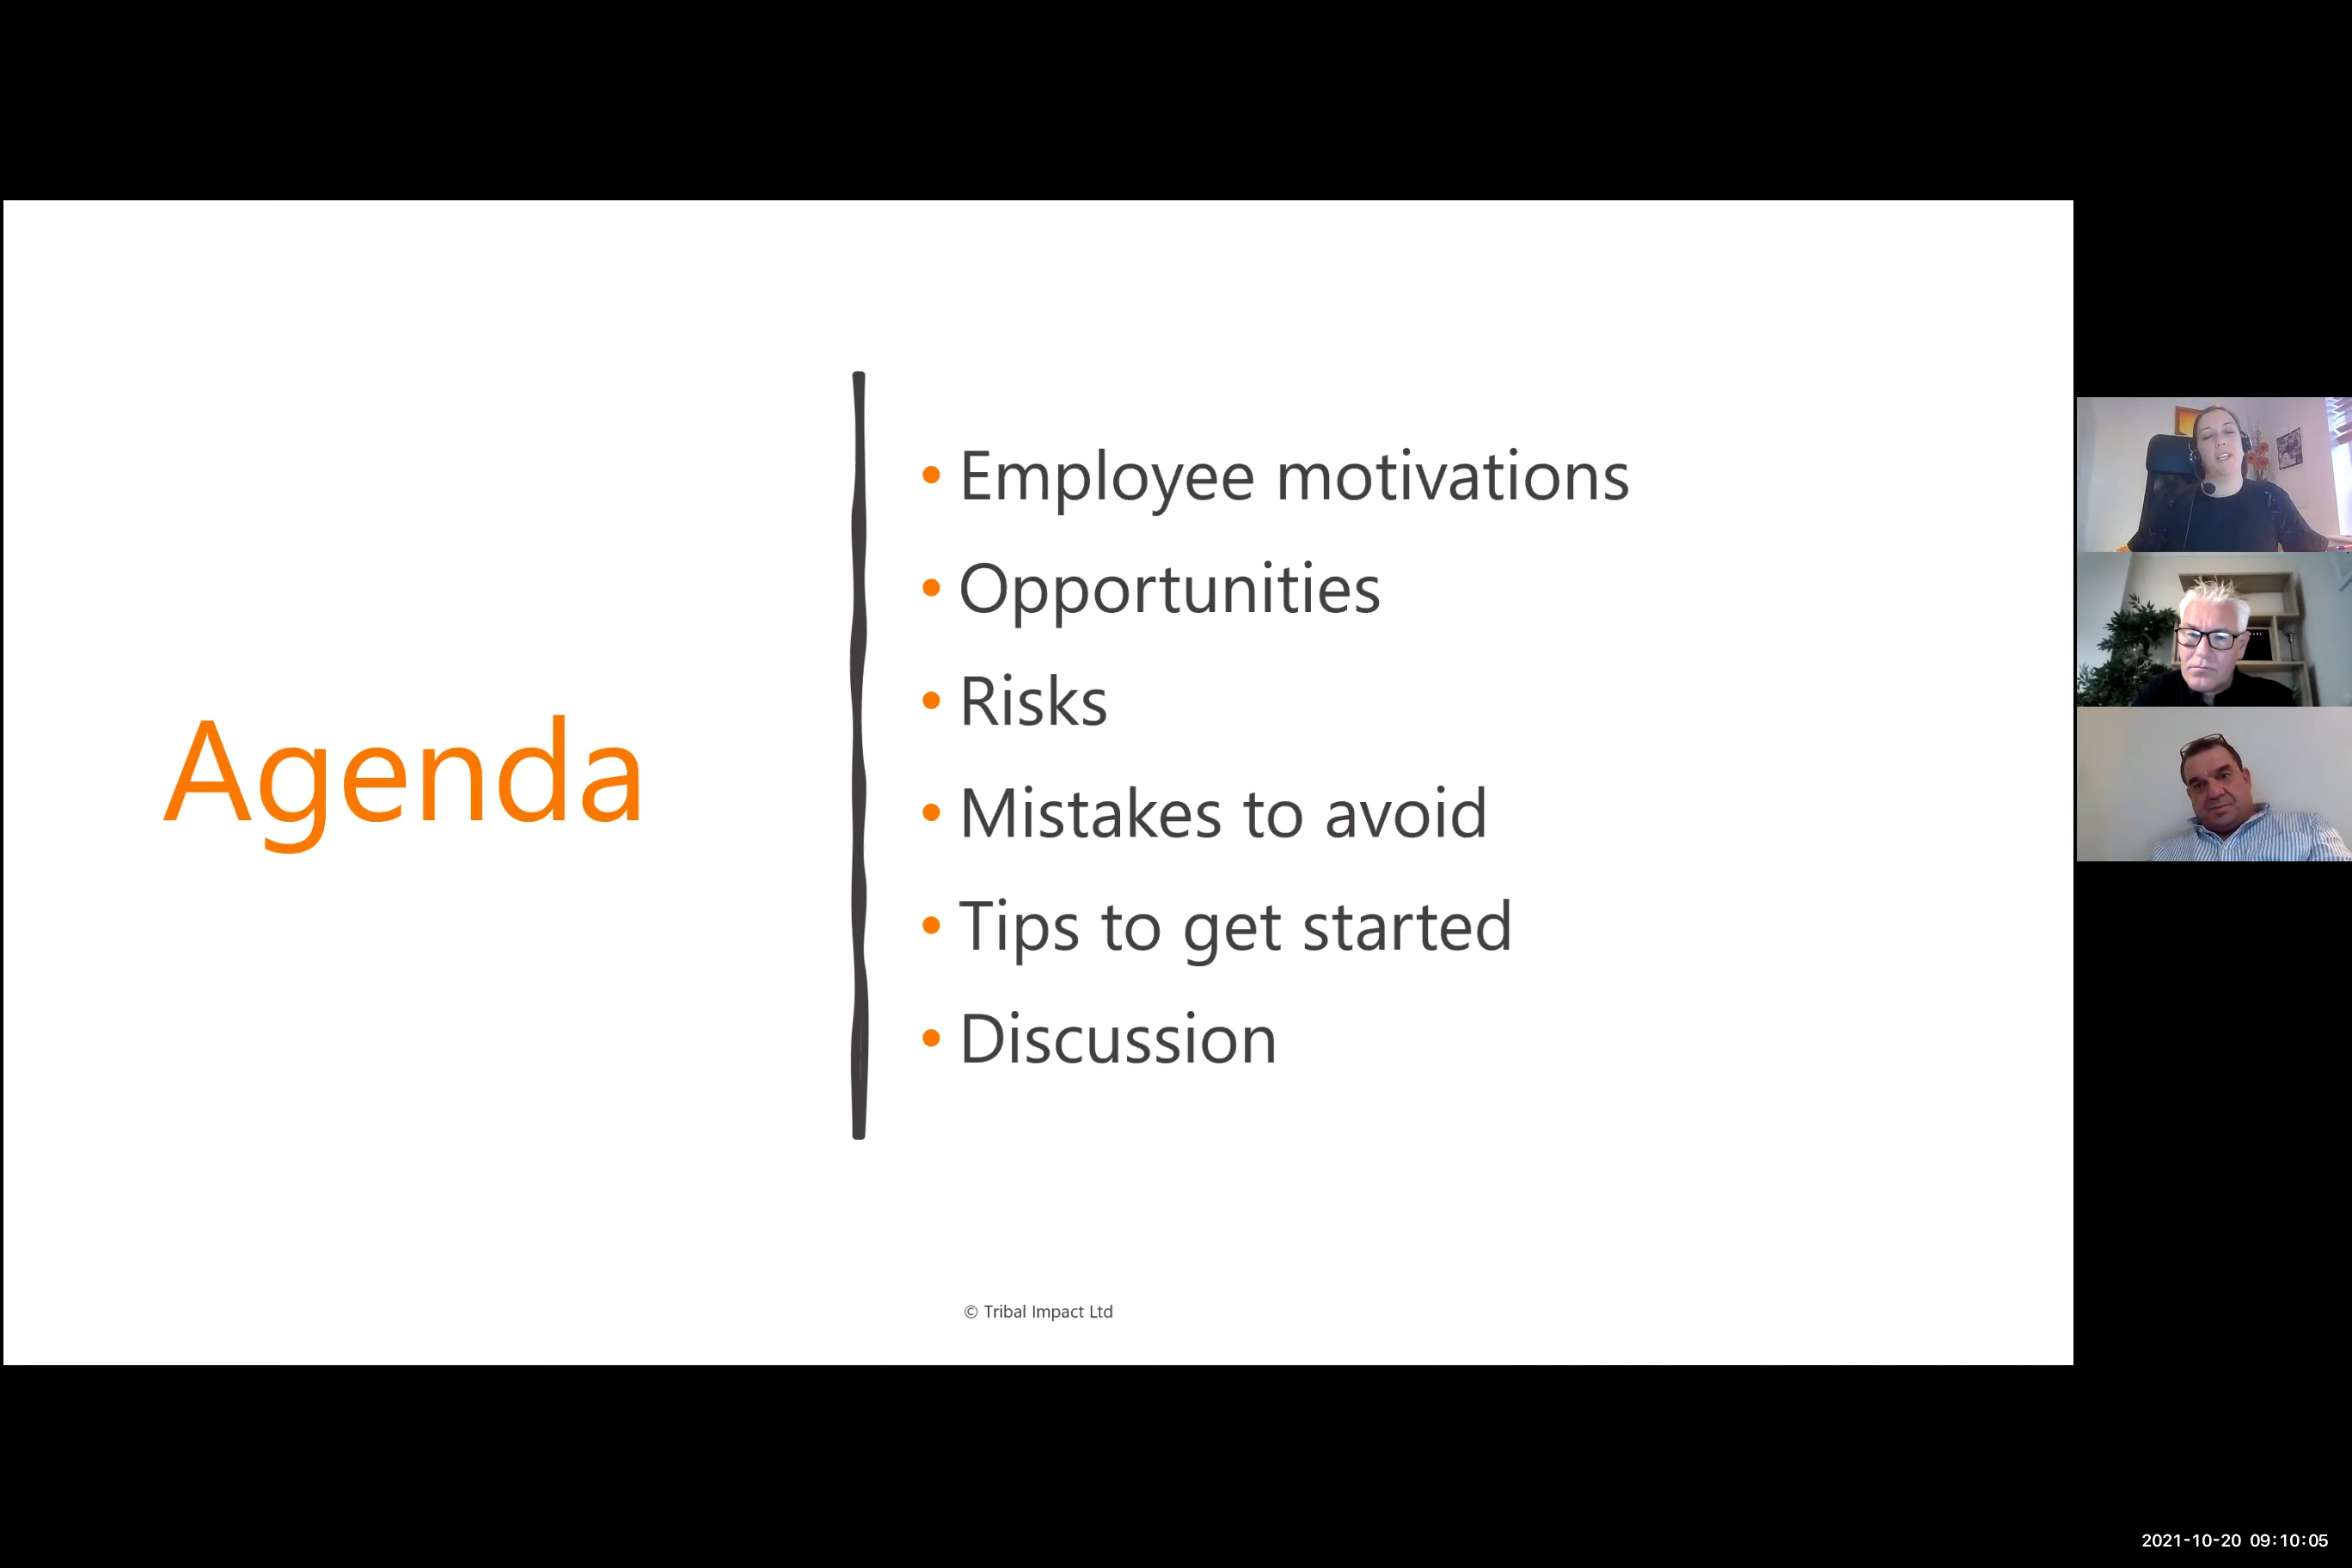 Agenda
• Employee motivations
• Opportunities
• Risks
• Mistakes to avoid
• Tips to get started
• Discussion
© Tribal Impact Ltd
2021-10-20 09:10:05